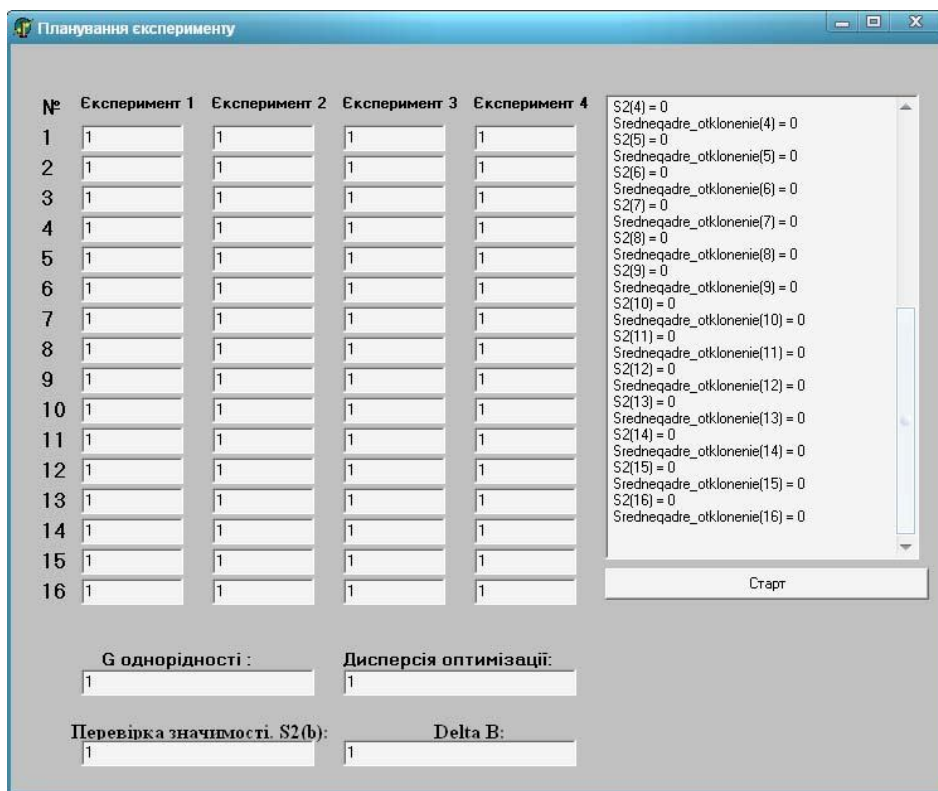 Планування єксперименту
№ Єксперимент 1 Єксперимент 2 Єксперимент 3 Єксперимент 4
1 1 1 1 1
2 1 1 1 1
3 1 1 1 1
4 1 1 1 1
5 1 1 1 1
6 1 1 1 1
7 1 1 1 1
8 1 1 1 1
9 1 1 1 1
10 1 1 1 1
11 1 1 1 1
12 1 1 1 1
13 1 1 1 1
14 1 1 1 1
15 1 1 1 1
16 1 1 1 1
S2(4) = 0
Sredneqadre_otklonenie(4) = 0
S2(5) = 0
Sredneqadre_otklonenie(5) = 0
S2(6) = 0
Sredneqadre_otklonenie(6) = 0
S2(7) = 0
Sredneqadre_otklonenie(7) = 0
S2(8) = 0
Sredneqadre_otklonenie(8) = 0
S2(9) = 0
Sredneqadre_otklonenie(9) = 0
S2(10) = 0
Sredneqadre_otklonenie(10) = 0
S2(11) = 0
Sredneqadre_otklonenie(11) = 0
S2(12) = 0
Sredneqadre_otklonenie(12) = 0
S2(13) = 0
Sredneqadre_otklonenie(13) = 0
S2(14) = 0
Sredneqadre_otklonenie(14) = 0
S2(15) = 0
Sredneqadre_otklonenie(15) = 0
S2(16) = 0
Sredneqadre_otklonenie(16) = 0
Старт
G однорідності : Дисперсія оптимізації:
1 1
Перевірка значимості. S2(b): Delta B:
1 1